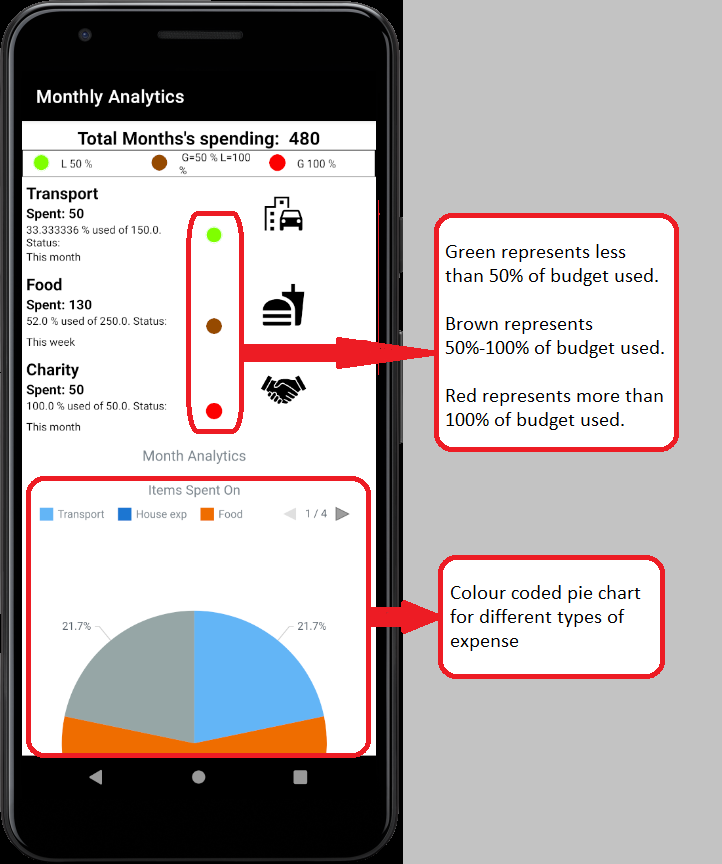 Monthly Analytics
Total Months's spending:  480
L 50 %
G=50 % L=100
%
G 100 %
Transport
Spent: 50
33.333336 % used of 150.0.
Status:
This month
Food
Spent: 130
52.0 % used of 250.0. Status:
This week
Charity
Spent: 50
100.0 % used of 50.0. Status:
This month
Month Analytics
Items Spent On
Transport
House exp
Food
1 / 4
21.7%
21.7%
Green represents less
than 50% of budget used.
Brown represents
50%-100% of budget used.
Red represents more than
100% of budget used.
Colour coded pie chart
for different types of
expense